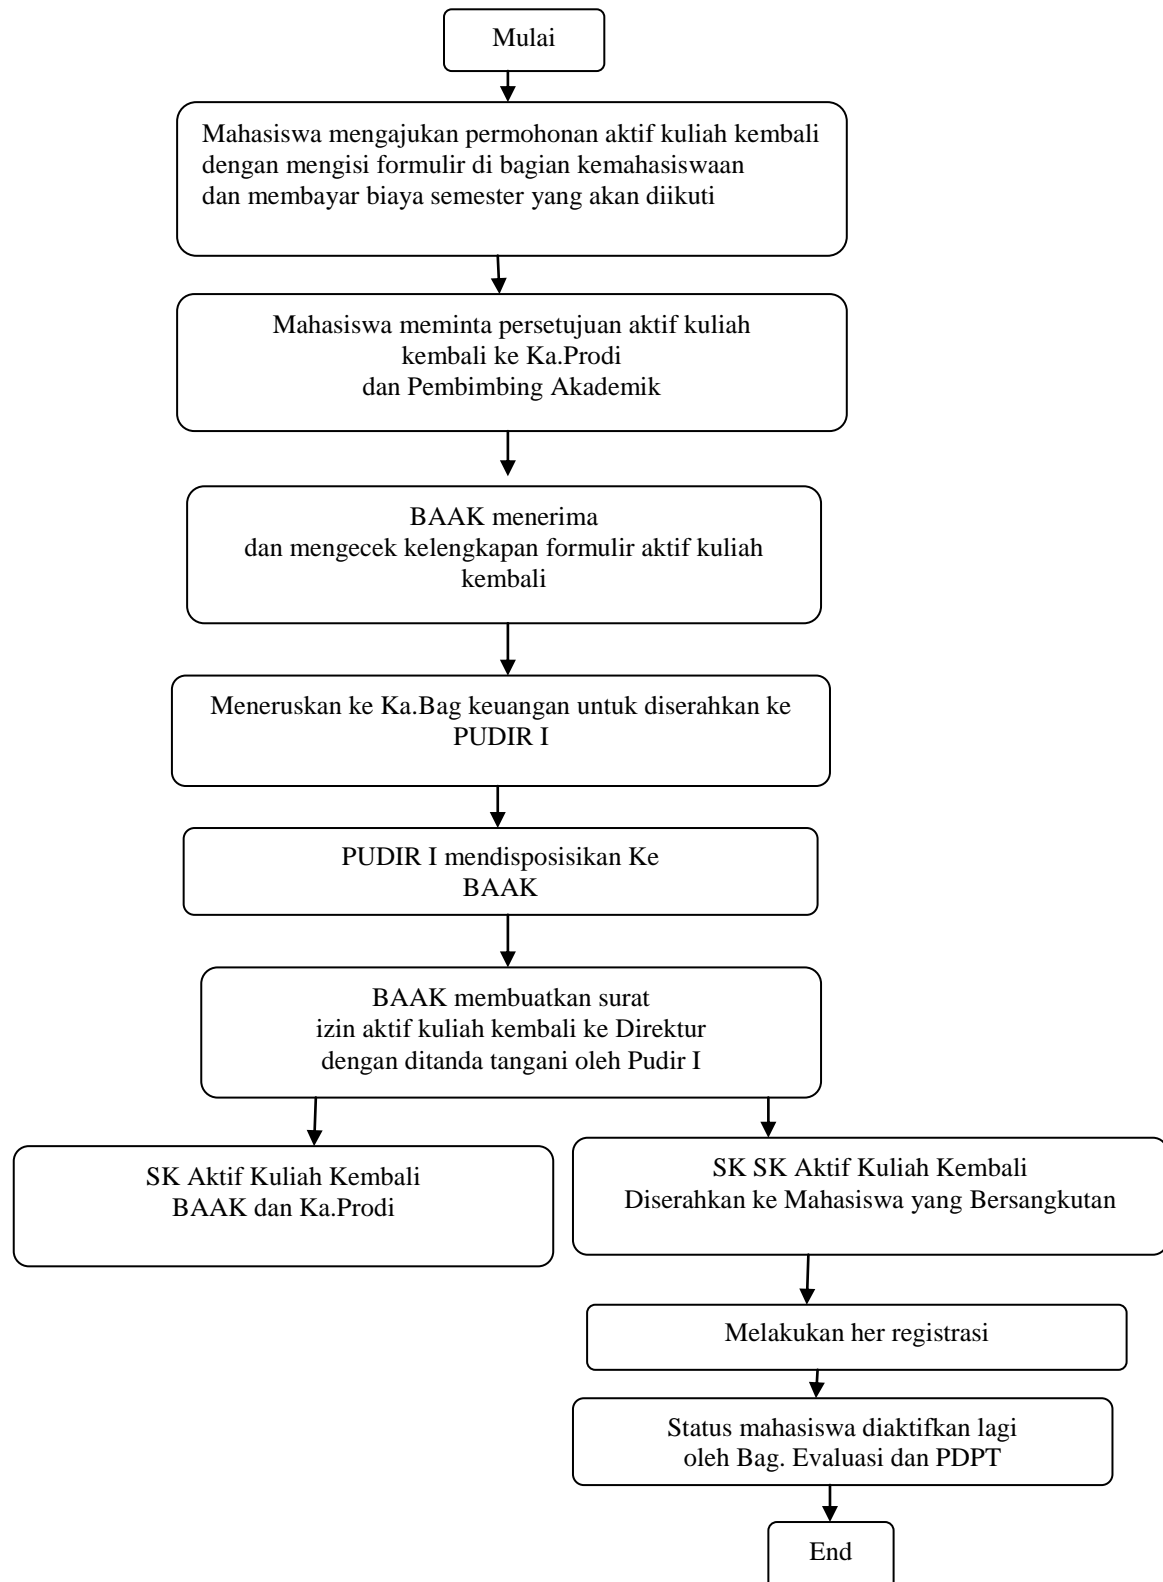 Mulai
Mahasiswa mengajukan permohonan aktif kuliah kembali
dengan mengisi formulir di bagian kemahasiswaan
dan membayar biaya semester yang akan diikuti
Mahasiswa meminta persetujuan aktif kuliah
kembali ke Ka.Prodi
dan Pembimbing Akademik
BAAK menerima
dan mengecek kelengkapan formulir aktif kuliah
kembali
Meneruskan ke Ka.Bag keuangan untuk diserahkan ke
PUDIR I
PUDIR I mendisposisikan Ke
BAAK
BAAK membuatkan surat
izin aktif kuliah kembali ke Direktur
dengan ditanda tangani oleh Pudir I
SK Aktif Kuliah Kembali
BAAK dan Ka.Prodi
SK SK Aktif Kuliah Kembali
Diserahkan ke Mahasiswa yang Bersangkutan
Melakukan her registrasi
Status mahasiswa diaktifkan lagi
oleh Bag. Evaluasi dan PDPT
End